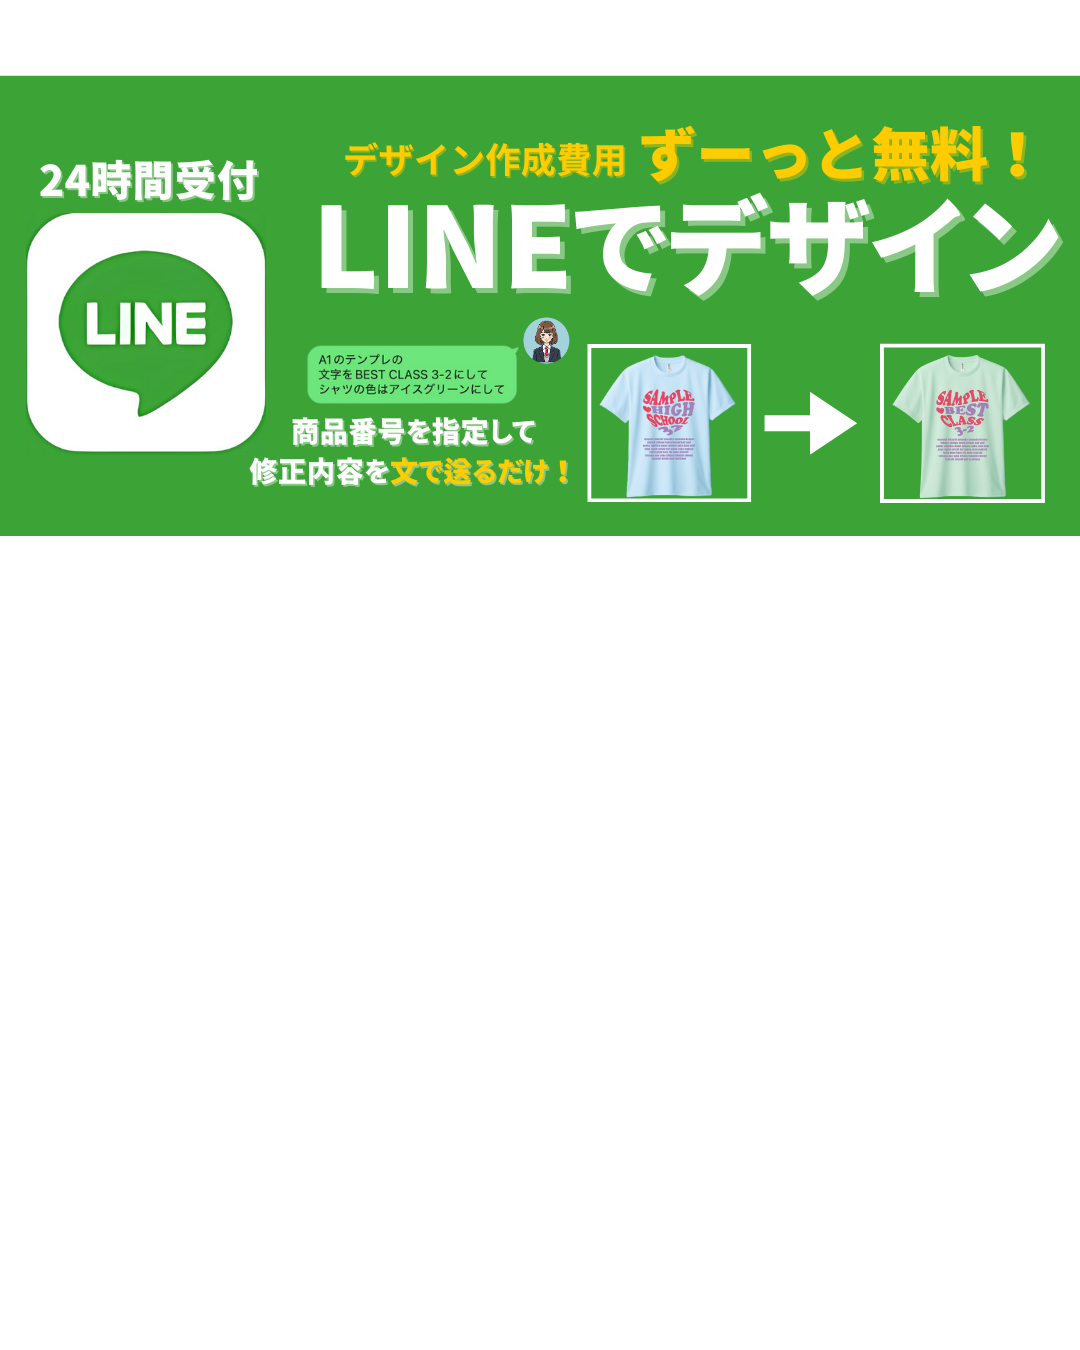 24時間受付
LINE
デザイン作成費用 ずーっと無料！
LINEでデザイン
A1のテンプレの
文字をBEST CLASS 3-2にして
シャツの色はアイスグリーンにして
商品番号を指定して
修正内容を文で送るだけ！
SAMPLE
HIGH
SCHOOL
3-7
SAMPLE
BEST
CLASS
3-2